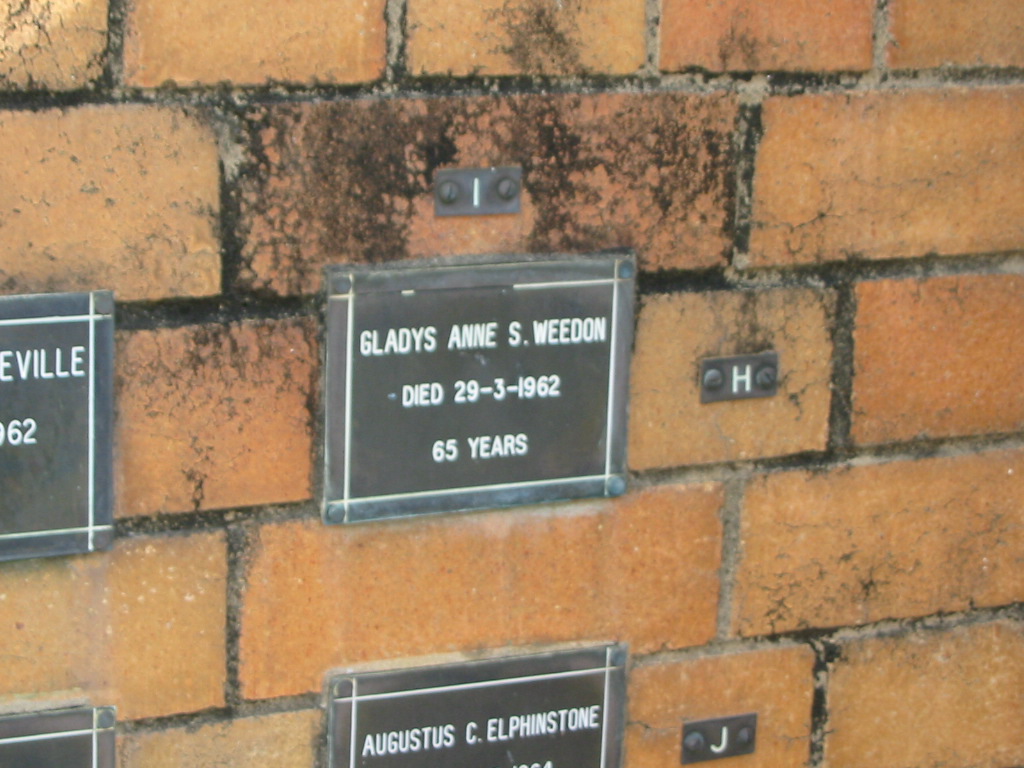 I
GLADYS ANNE S. WEEDON
DIED 29-3-1962
65 YEARS
H
EVILLE
962
AUGUSTUS C. ELPHINSTONE
J